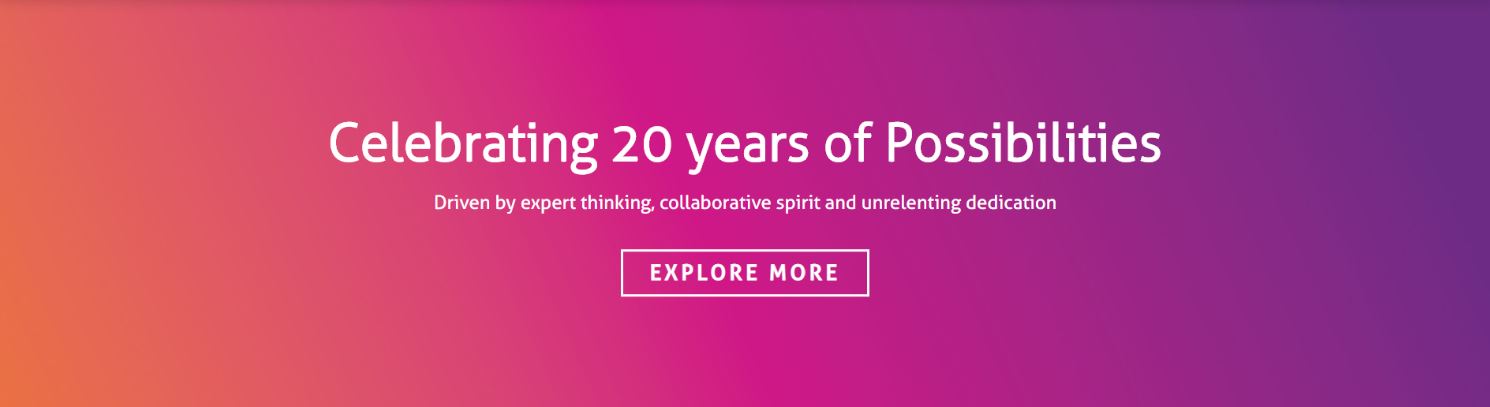 Celebrating 20 years of Possibilities
Driven by expert thinking, collaborative spirit and unrelenting dedication
EXPLORE MORE